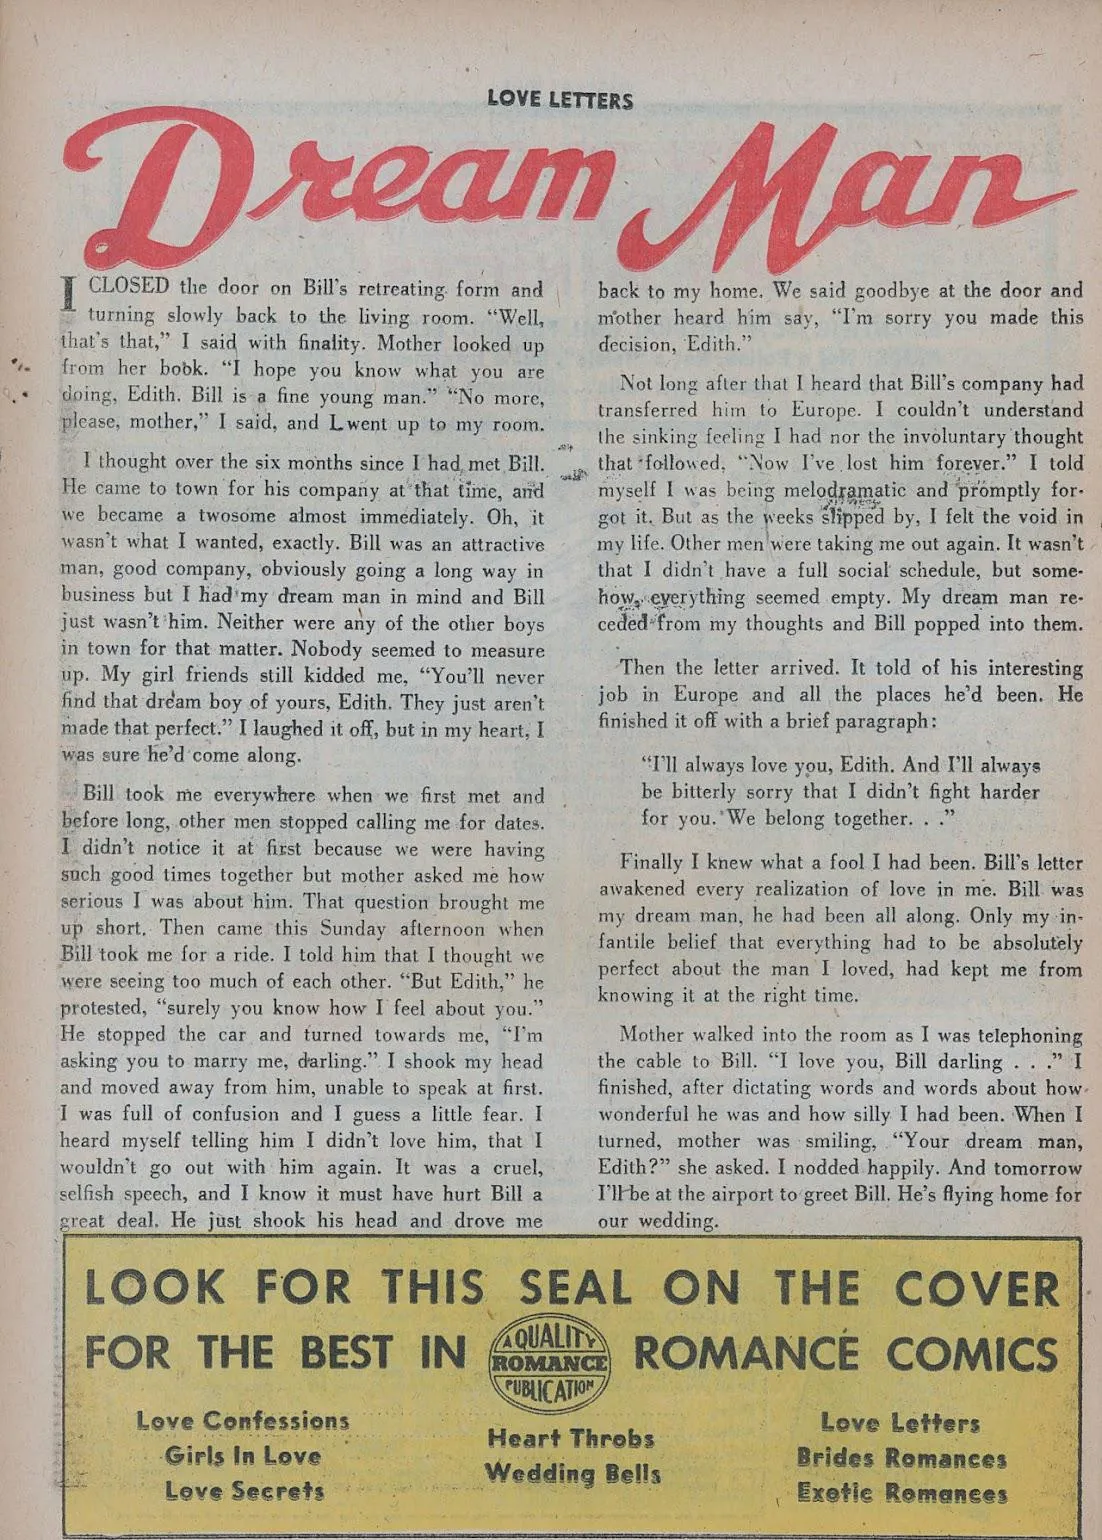 LOVE LETTERS
Dream Man
I CLOSED the door on Bill's retreating form and
turning slowly back to the living room. "Well,
that's that," I said with finality. Mother looked up
from her book. "I hope you know what you are
doing, Edith. Bill is a fine young man." "No more,
please, mother," I said, and I went up to my room.
I thought over the six months since I had met Bill.
He came to town for his company at that time, and
we became a twosome almost immediately. Oh, it
wasn't what I wanted, exactly. Bill was an attractive
man, good company, obviously going a long way in
business but I had my dream man in mind and Bill
just wasn't him. Neither were any of the other boys
in town for that matter. Nobody seemed to measure
up. My girl friends still kidded me, "You'll never
find that dream boy of yours, Edith. They just aren't
made that perfect." I laughed it off, but in my heart, I
was sure he'd come along.
Bill took me everywhere when we first met and
before long, other men stopped calling me for dates.
I didn't notice it at first because we were having
such good times together but mother asked me how
serious I was about him. That question brought me
up short. Then came this Sunday afternoon when
Bill took me for a ride. I told him that I thought we
were seeing too much of each other. "But Edith," he
protested, "surely you know how I feel about you."
He stopped the car and turned towards me, "I'm
asking you to marry me, darling." I shook my head
and moved away from him, unable to speak at first.
I was full of confusion and I guess a little fear. I
heard myself telling him I didn't love him, that I
wouldn't go out with him again. It was a cruel,
selfish speech, and I know it must have hurt Bill a
great deal. He just shook his head and drove me
back to my home. We said goodbye at the door and
mother heard him say, "I'm sorry you made this
decision, Edith."
Not long after that I heard that Bill's company had
transferred him to Europe. I couldn't understand
the sinking feeling I had nor the involuntary thought
that followed, "Now I've lost him forever." I told
myself I was being melodramatic and promptly for-
got it. But as the weeks slipped by, I felt the void in
my life. Other men were taking me out again. It wasn't
that I didn't have a full social schedule, but some-
how, everything seemed empty. My dream man re-
ceded from my thoughts and Bill popped into them.
Then the letter arrived. It told of his interesting
job in Europe and all the places he'd been. He
finished it off with a brief paragraph:
"I'll always love you, Edith. And I'll always
be bitterly sorry that I didn't fight harder
for you. We belong together. . ."
Finally I knew what a fool I had been. Bill's letter
awakened every realization of love in me. Bill was
my dream man, he had been all along. Only my in-
fantile belief that everything had to be absolutely
perfect about the man I loved, had kept me from
knowing it at the right time.
Mother walked into the room as I was telephoning
the cable to Bill. "I love you, Bill darling . . ." I
finished, after dictating words and words about how
wonderful he was and how silly I had been. When I
turned, mother was smiling, "Your dream man,
Edith?" she asked. I nodded happily. And tomorrow
I'll be at the airport to greet Bill. He's flying home for
our wedding.
LOOK FOR THIS SEAL ON THE COVER
FOR THE BEST IN A QUALITY ROMANCE PUBLICATION ROMANCE COMICS
Love Confessions
Girls In Love
Love Secrets
Heart Throbs
Wedding Bells
Love Letters
Brides Romances
Exotic Romances